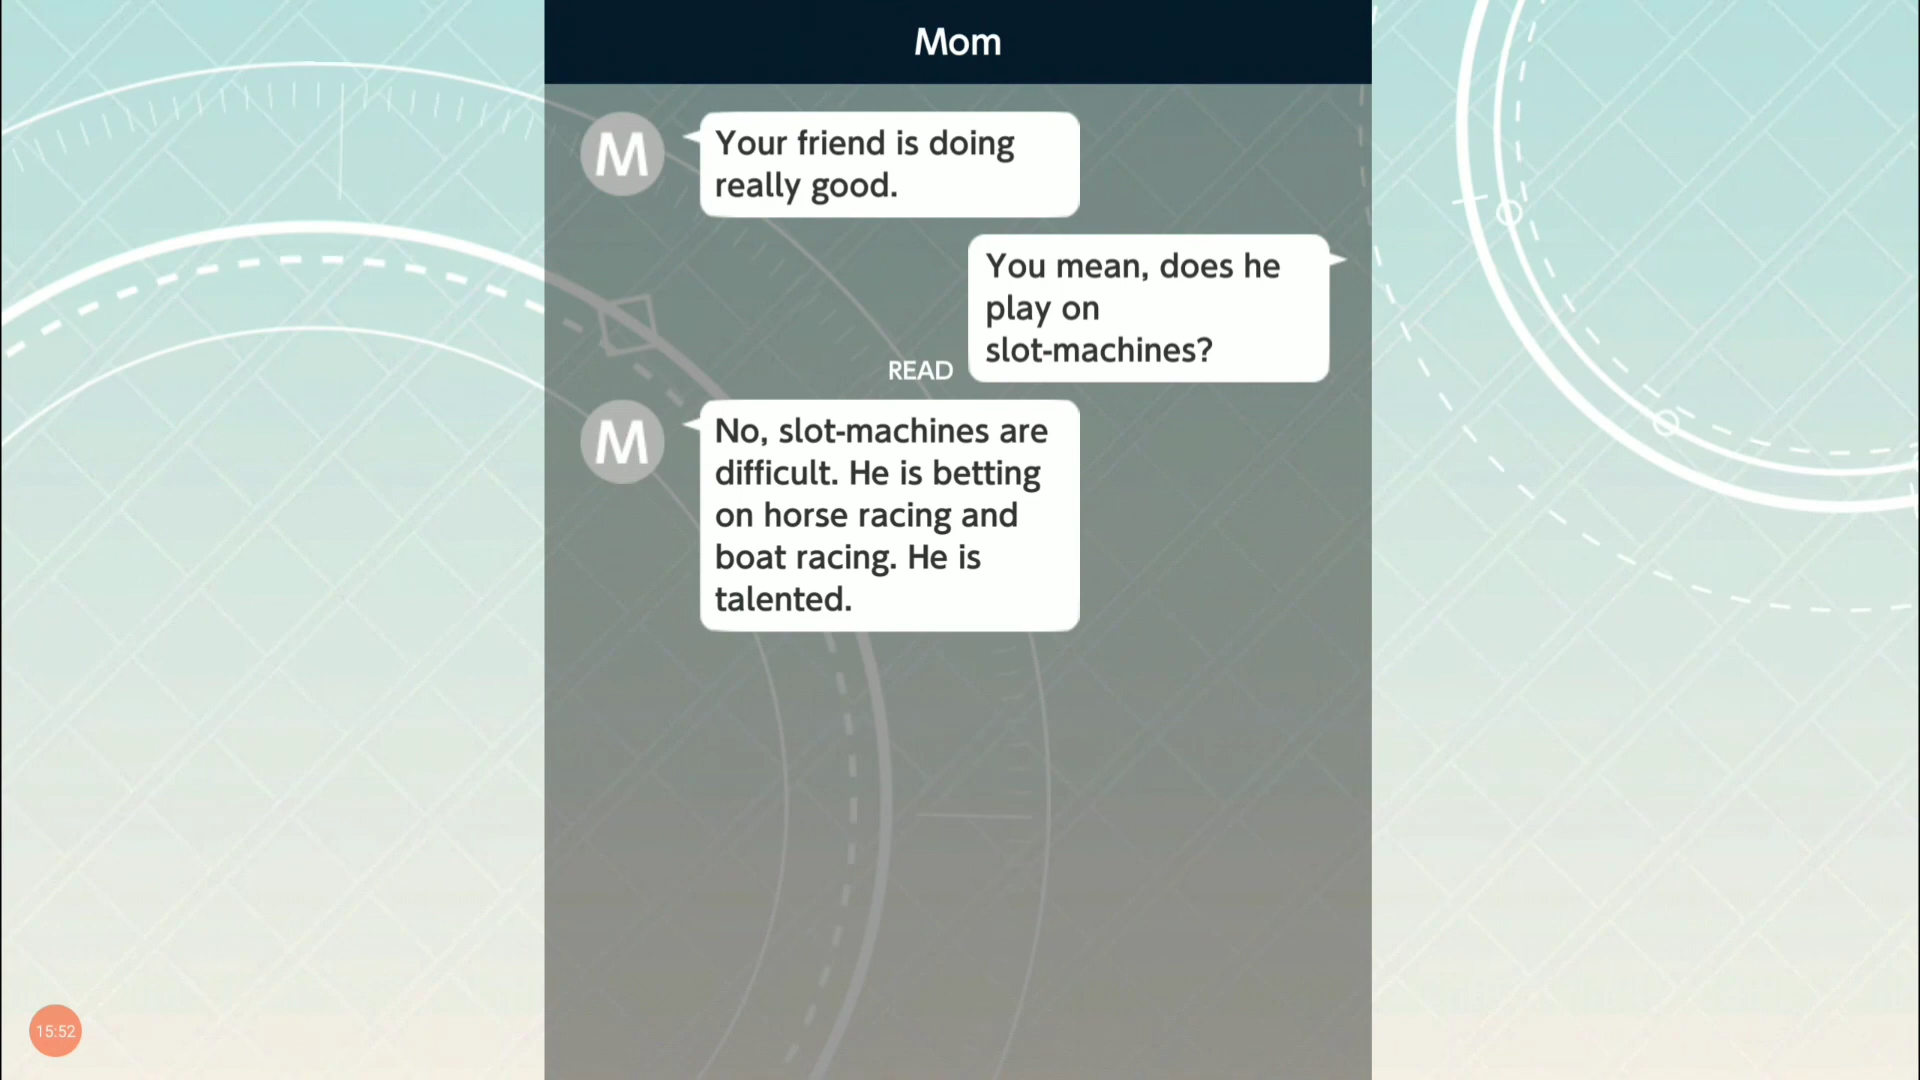 Mom
M
Your friend is doing
really good.
You mean, does he
play on
slot-machines?
READ
M
No, slot-machines are
difficult. He is betting
on horse racing and
boat racing. He is
talented.
15:52